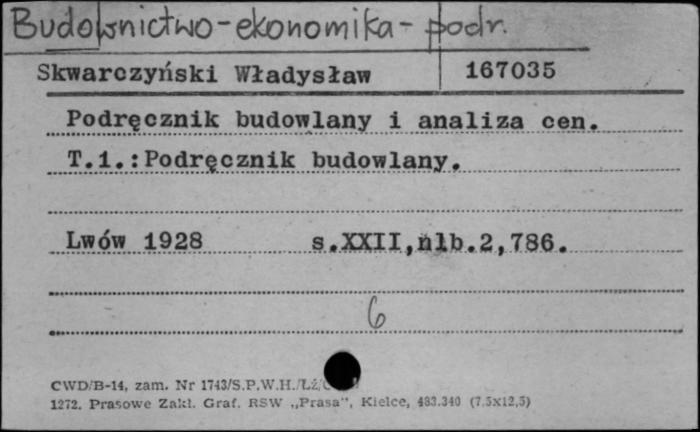 Budownictwo-ekonomika-podr.
Skwarczyński Władysław 167035
Podręcznik budowlany i analiza cen.
T.1.:Podręcznik budowlany.
Lwów 1928 s.XXII,nlb.2,786.
6
CWD/B-14, zam. Nr 1743/S.P.W.H./Łż/
1272. Prasowe Zakł. Graf. RSW „Prasa”, Kielce, 483.340 (7,5x12,5)